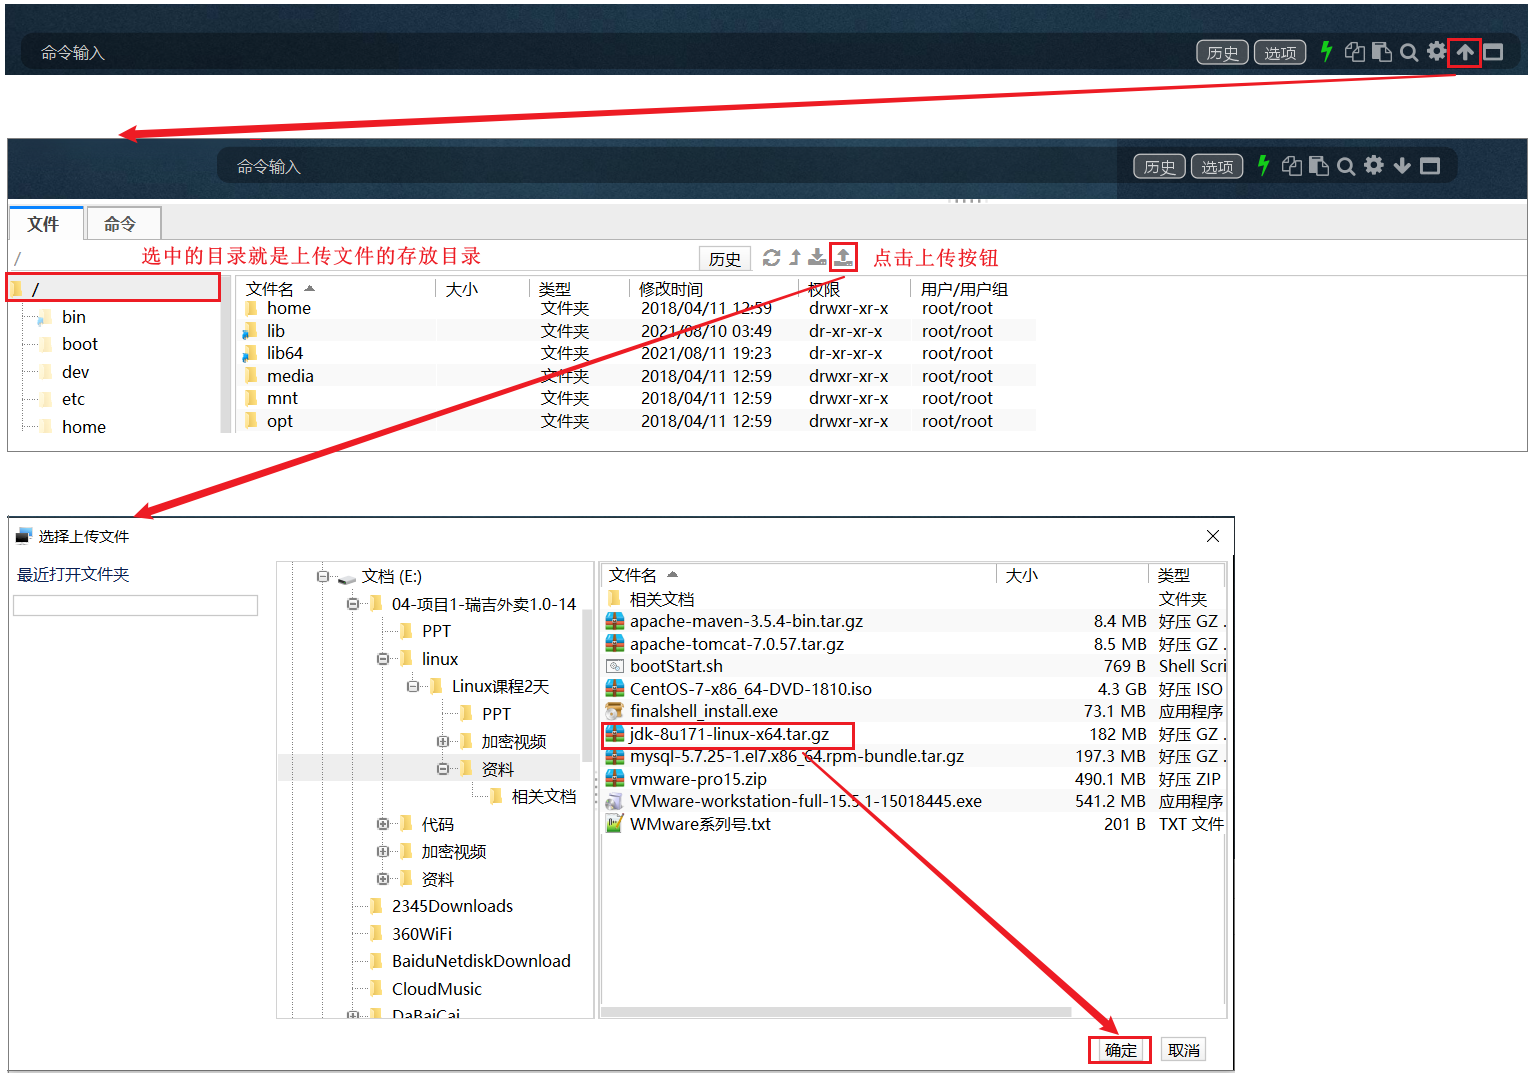 命令输入 历史 选项
命令输入 历史 选项
文件 命令
/ 选中的目录就是上传文件的存放目录 历史 点击上传按钮
/
bin
boot
dev
etc
home
文件名 大小 类型 修改时间 权限 用户/用户组
home 文件夹 2018/04/11 12:59 drwxr-xr-x root/root
lib 文件夹 2021/08/10 03:49 dr-xr-xr-x root/root
lib64 文件夹 2021/08/11 19:23 dr-xr-xr-x root/root
media 文件夹 2018/04/11 12:59 drwxr-xr-x root/root
mnt 文件夹 2018/04/11 12:59 drwxr-xr-x root/root
opt 文件夹 2018/04/11 12:59 drwxr-xr-x root/root
选择上传文件
最近打开文件夹
文档 (E:)
04-项目1-瑞吉外卖1.0-14
PPT
linux
Linux课程2天
PPT
加密视频
资料
相关文档
代码
加密视频
资料
2345Downloads
360WiFi
BaiduNetdiskDownload
CloudMusic
DaBaiCai
文件名 大小 类型
相关文档 文件夹
apache-maven-3.5.4-bin.tar.gz 8.4 MB 好压 GZ .
apache-tomcat-7.0.57.tar.gz 8.5 MB 好压 GZ .
bootStart.sh 769 B Shell Scri
CentOS-7-x86_64-DVD-1810.iso 4.3 GB 好压 ISO
finalshell_install.exe 73.1 MB 应用程序
jdk-8u171-linux-x64.tar.gz 182 MB 好压 GZ .
mysql-5.7.25-1.el7.x86_64.rpm-bundle.tar.gz 197.3 MB 好压 GZ .
vmware-pro15.zip 490.1 MB 好压 ZIP
VMware-workstation-full-15.5.1-15018445.exe 541.2 MB 应用程序
WMware系列号.txt 201 B TXT 文件
确定 取消